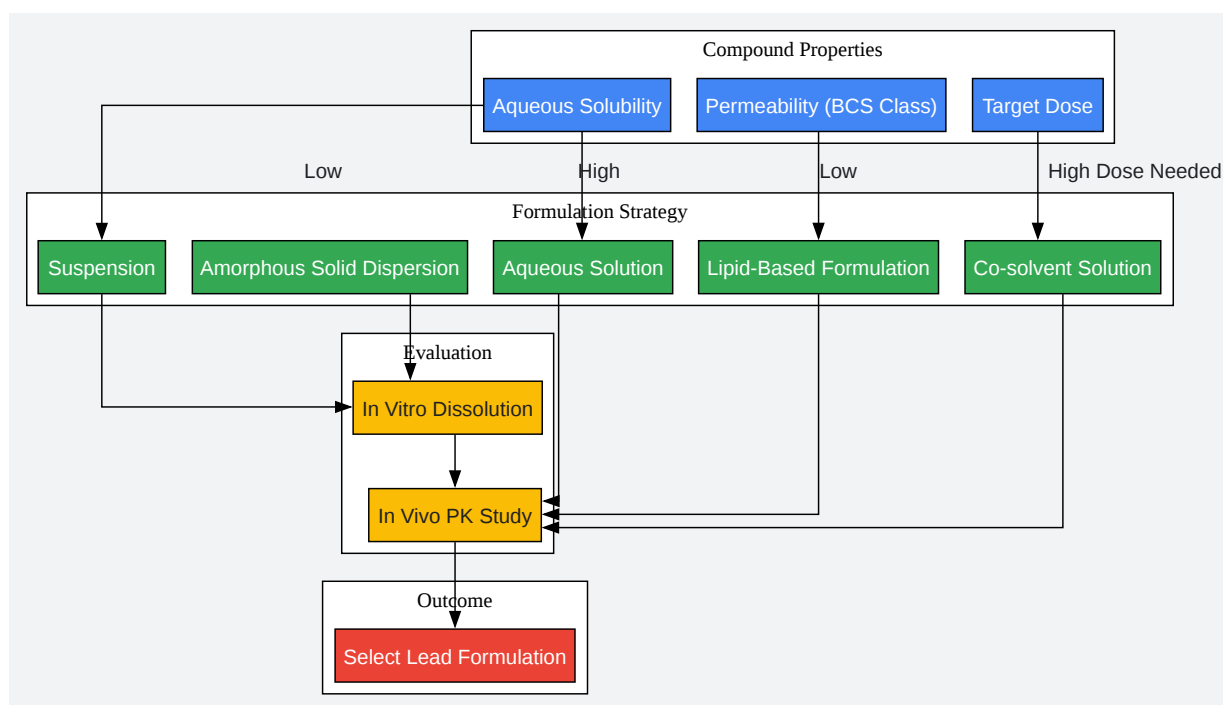 Compound Properties
Aqueous Solubility
Permeability (BCS Class)
Target Dose
Low
High
Low
High Dose Needed
Formulation Strategy
Suspension
Amorphous Solid Dispersion
Aqueous Solution
Lipid-Based Formulation
Co-solvent Solution
Evaluation
In Vitro Dissolution
In Vivo PK Study
Outcome
Select Lead Formulation